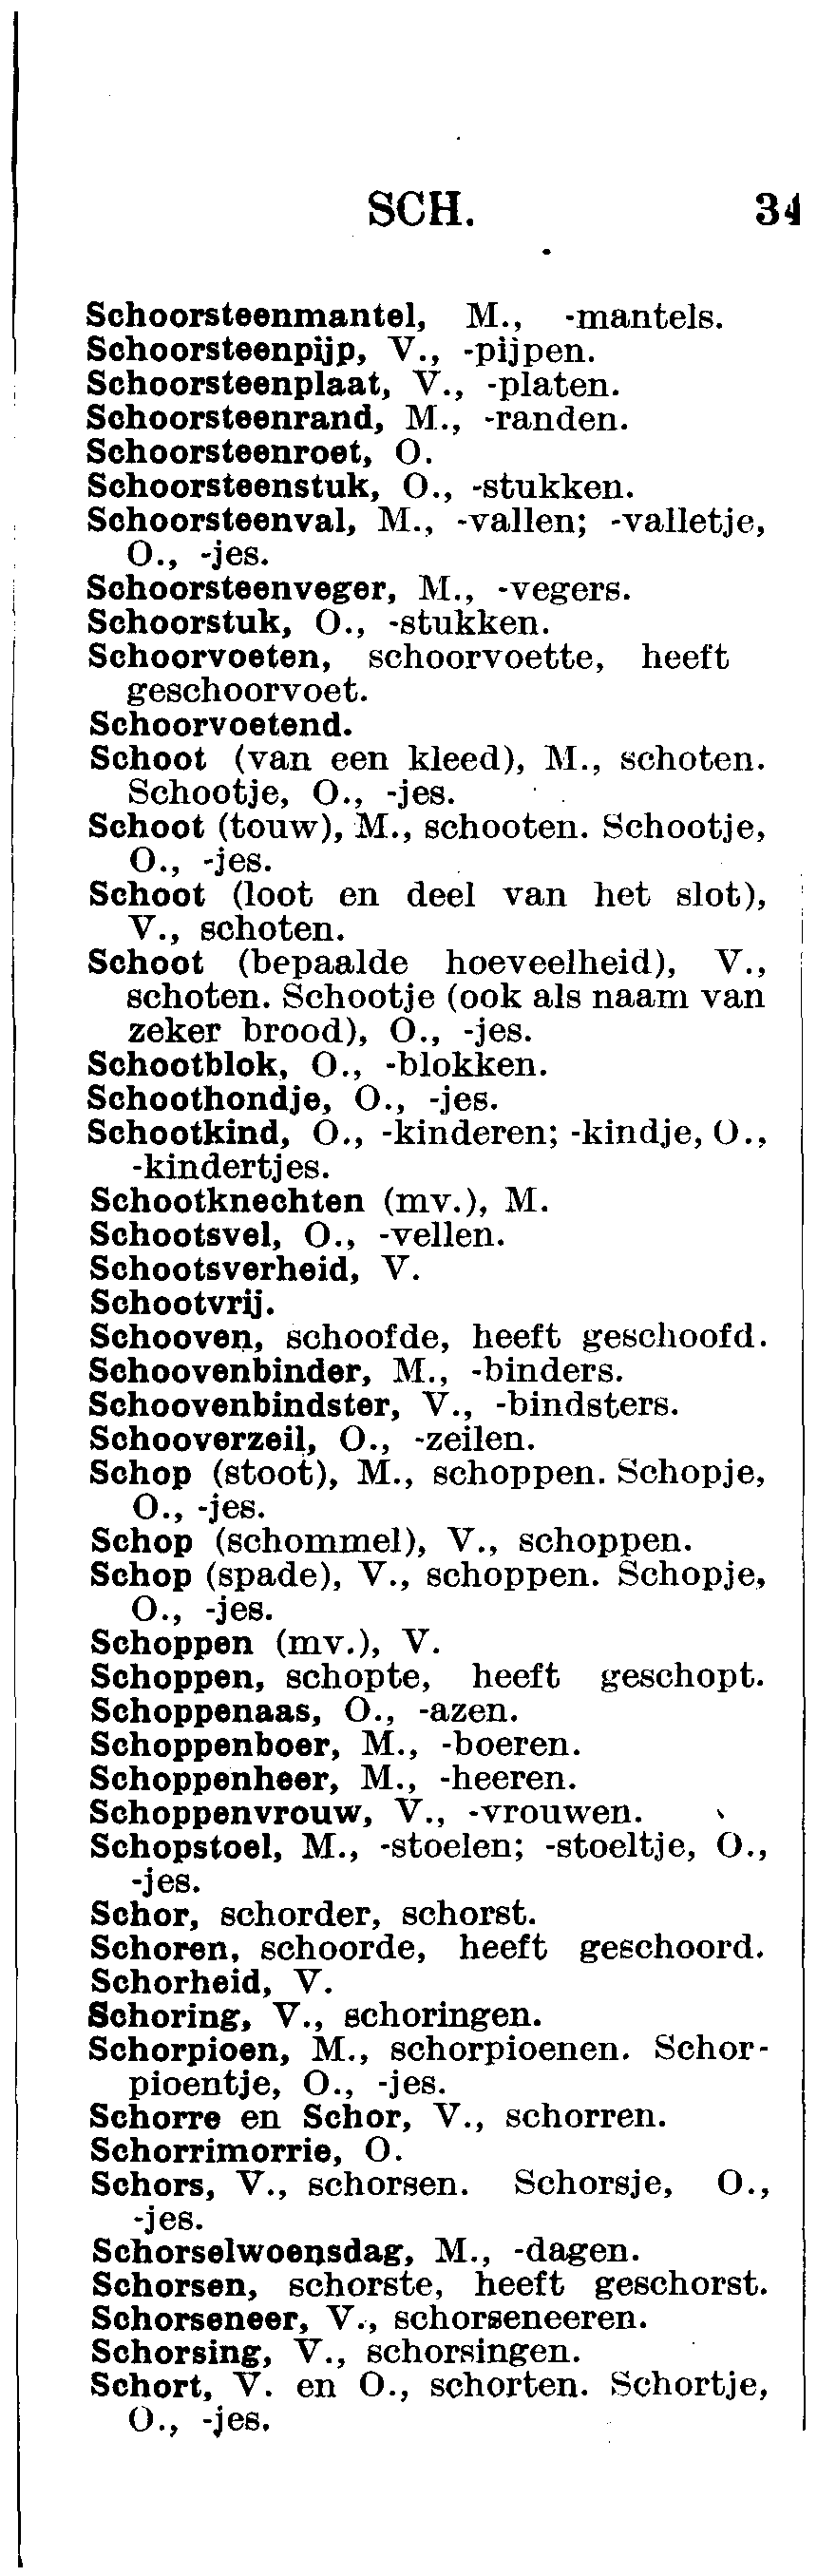 SCH. 34
Schoorsteenmantel, M., -mantels.
Schoorsteenpijp, V., -pijpen.
Schoorsteenplaat, V., -platen.
Schoorsteenrand, M., -randen.
Schoorsteenroet, O.
Schoorsteenstuk, O., -stukken.
Schoorsteenval, M., -vallen; -valletje,
O., -jes.
Schoorsteenveger, M., -vegers.
Schoorstuk, O., -stukken.
Schoorvoeten, schoorvoette, heeft
geschoorvoet.
Schoorvoetend.
Schoot (van een kleed), M., schoten.
Schootje, O., -jes.
Schoot (touw), M., schooten. Schootje,
O., -jes.
Schoot (loot en deel van het slot),
V., schoten.
Schoot (bepaalde hoeveelheid), V.,
schoten. Schootje (ook als naam van
zeker brood), O., -jes.
Schootblok, O., -blokken.
Schoothondje, O., -jes.
Schootkind, O., -kinderen; -kindje, O.,
-kindertjes.
Schootknechten (mv.), M.
Schootsvel, O., -vellen.
Schootsverheid, V.
Schootvrij.
Schooven, schoofde, heeft geschoofd.
Schoovenbinder, M., -binders.
Schoovenbindster, V., -bindsters.
Schooverzeil, O., -zeilen.
Schop (stoot), M., schoppen. Schopje,
O., -jes.
Schop (schommel), V., schoppen.
Schop (spade), V., schoppen. Schopje,
O., -jes.
Schoppen (mv.), V.
Schoppen, schopte, heeft geschopt.
Schoppenaas, O., -azen.
Schoppenboer, M., -boeren.
Schoppenheer, M., -heeren.
Schoppenvrouw, V., -vrouwen.
Schopstoel, M., -stoelen; -stoeltje, O.,
-jes.
Schor, schorder, schorst.
Schoren, schoorde, heeft geschoord.
Schorheid, V.
Schoring, V., schoringen.
Schorpioen, M., schorpioenen. Schor-
pioentje, O., -jes.
Schorre en Schor, V., schorren.
Schorrimorrie, O.
Schors, V., schorsen. Schorsje, O.,
-jes.
Schorselwoensdag, M., -dagen.
Schorsen, schorste, heeft geschorst.
Schorseneer, V., schorseneeren.
Schorsing, V., schorsingen.
Schort, V. en O., schorten. Schortje,
O., -jes.